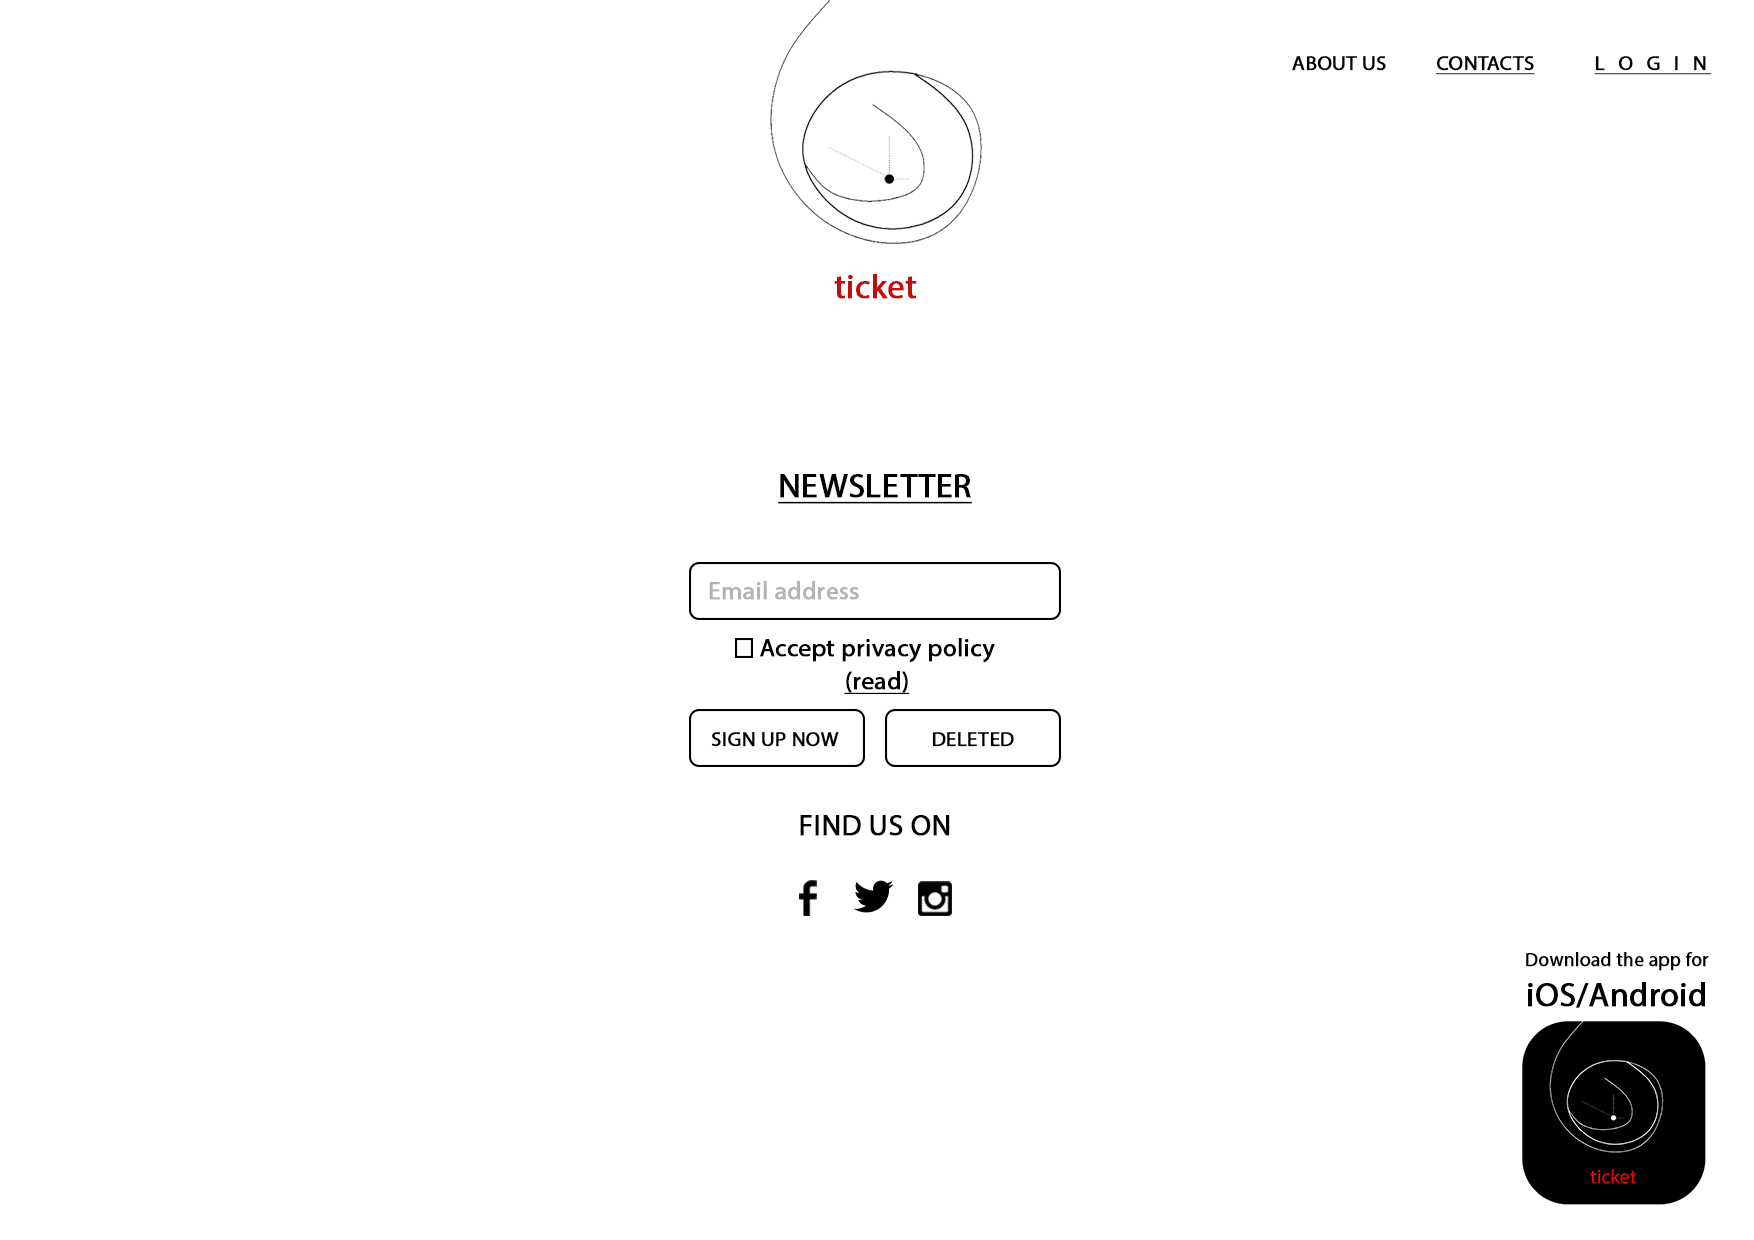 ABOUT US CONTACTS LOGIN
ticket
NEWSLETTER
Email address
Accept privacy policy
(read)
SIGN UP NOW DELETED
FIND US ON
Download the app for
iOS/Android
ticket